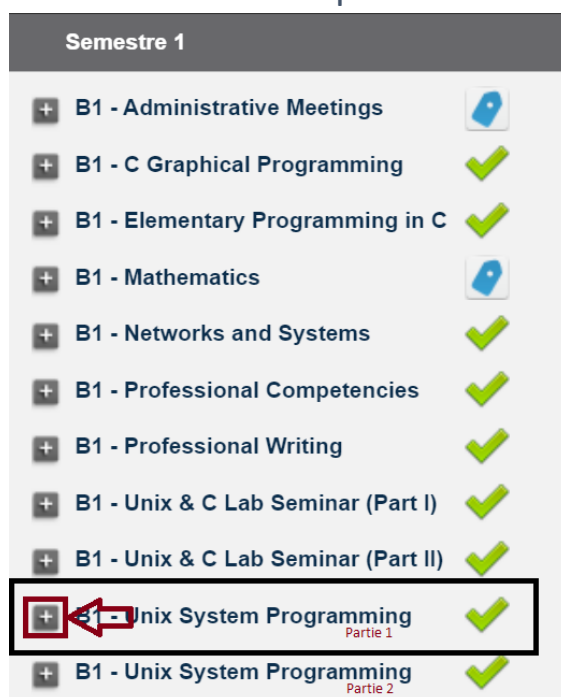 Semestre 1
B1 - Administrative Meetings
B1 - C Graphical Programming
B1 - Elementary Programming in C
B1 - Mathematics
B1 - Networks and Systems
B1 - Professional Competencies
B1 - Professional Writing
B1 - Unix & C Lab Seminar (Part I)
B1 - Unix & C Lab Seminar (Part II)
B1 - Unix System Programming
Partie 1
B1 - Unix System Programming
Partie 2